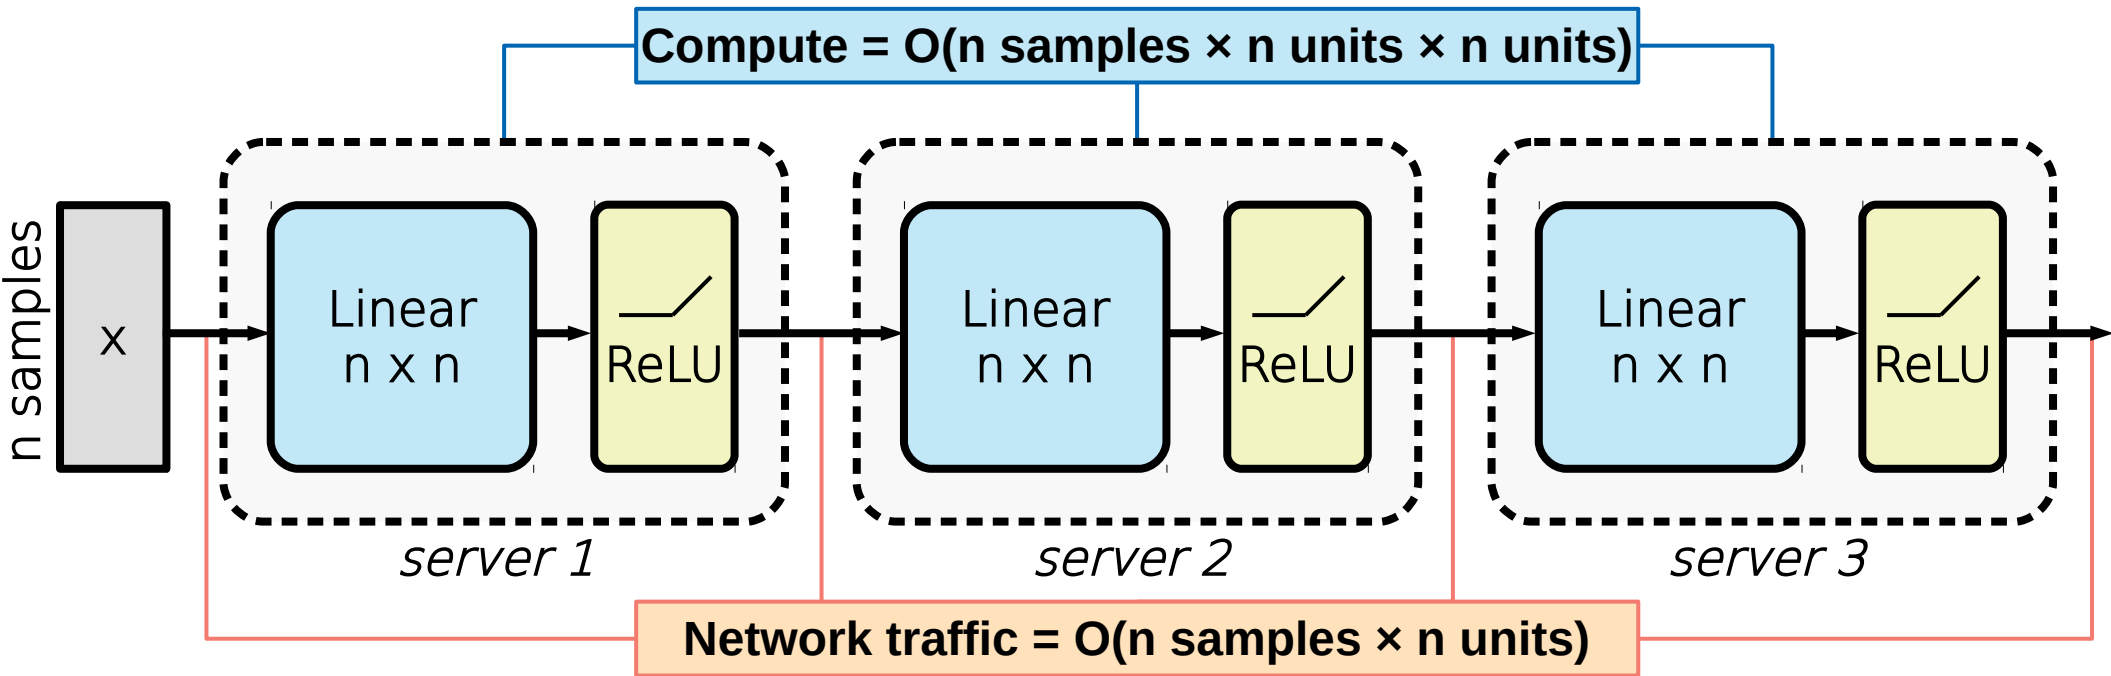 Compute = O(n samples × n units × n units)
n samples
x
Linear
n x n
ReLU
Linear
n x n
ReLU
Linear
n x n
ReLU
server 1
server 2
server 3
Network traffic = O(n samples × n units)